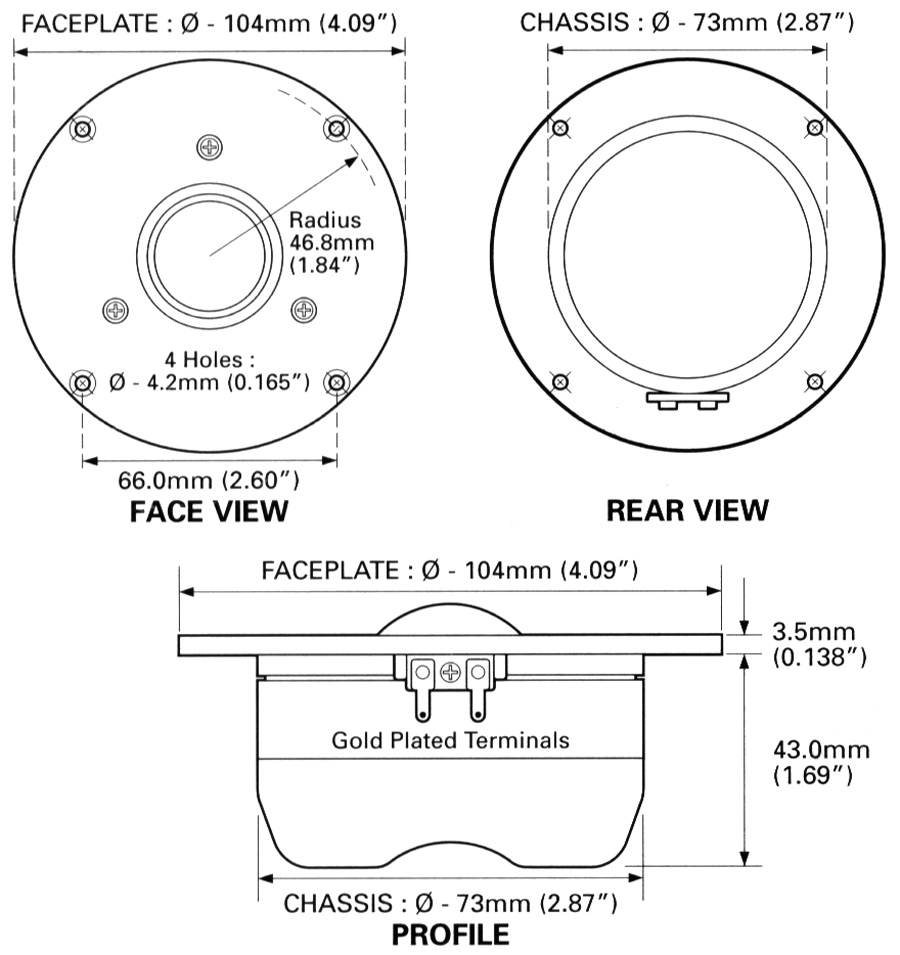 FACEPLATE : Ø - 104mm (4.09″)
CHASSIS : Ø - 73mm (2.87″)
Radius
46.8mm
(1.84″)
4 Holes :
Ø - 4.2mm (0.165″)
66.0mm (2.60″)
FACE VIEW
REAR VIEW
FACEPLATE : Ø - 104mm (4.09″)
3.5mm
(0.138″)
Gold Plated Terminals
43.0mm
(1.69″)
CHASSIS : Ø - 73mm (2.87″)
PROFILE